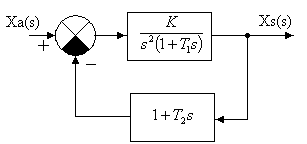 Xa(s) K Xs(s)
+ s²(1+T₁s)
−
1+T₂s